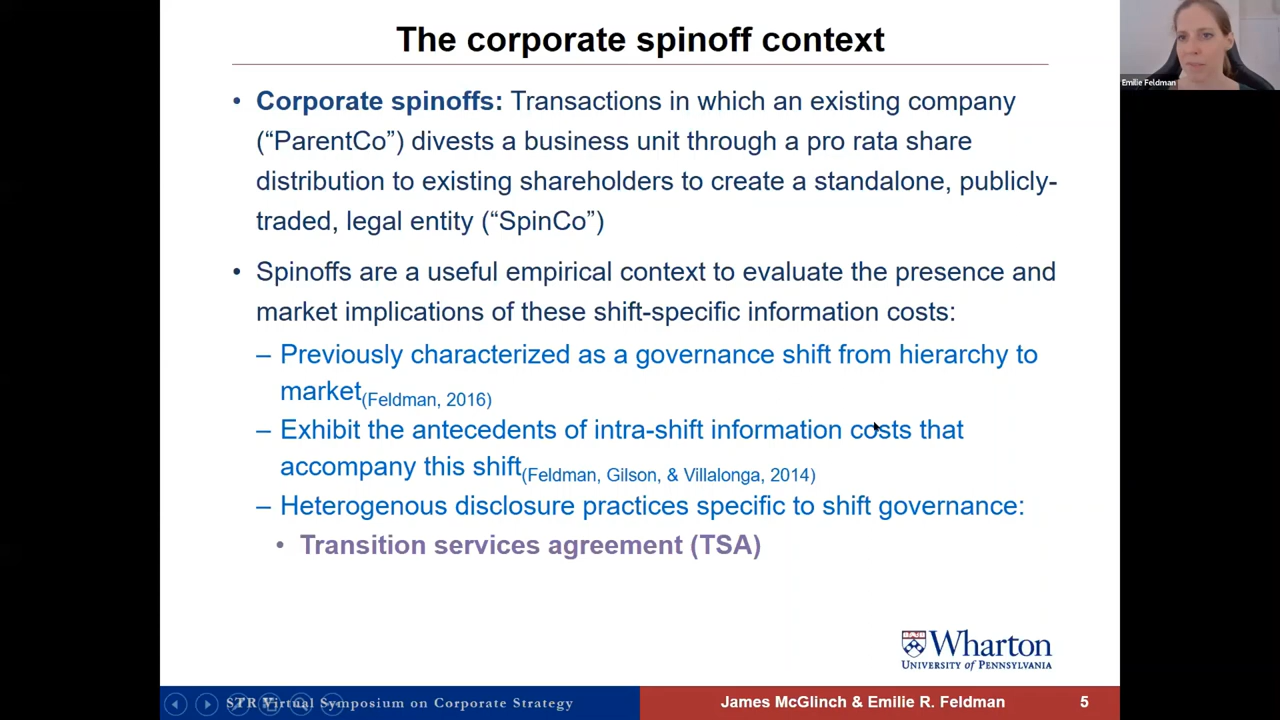 The corporate spinoff context
Emilie Feldman
• Corporate spinoffs: Transactions in which an existing company
(“ParentCo”) divests a business unit through a pro rata share
distribution to existing shareholders to create a standalone, publicly-
traded, legal entity (“SpinCo”)
• Spinoffs are a useful empirical context to evaluate the presence and
market implications of these shift-specific information costs:
– Previously characterized as a governance shift from hierarchy to
market(Feldman, 2016)
– Exhibit the antecedents of intra-shift information costs that
accompany this shift(Feldman, Gilson, & Villalonga, 2014)
– Heterogenous disclosure practices specific to shift governance:
• Transition services agreement (TSA)
Wharton
UNIVERSITY of PENNSYLVANIA
STR Virtual Symposium on Corporate Strategy
James McGlinch & Emilie R. Feldman
5